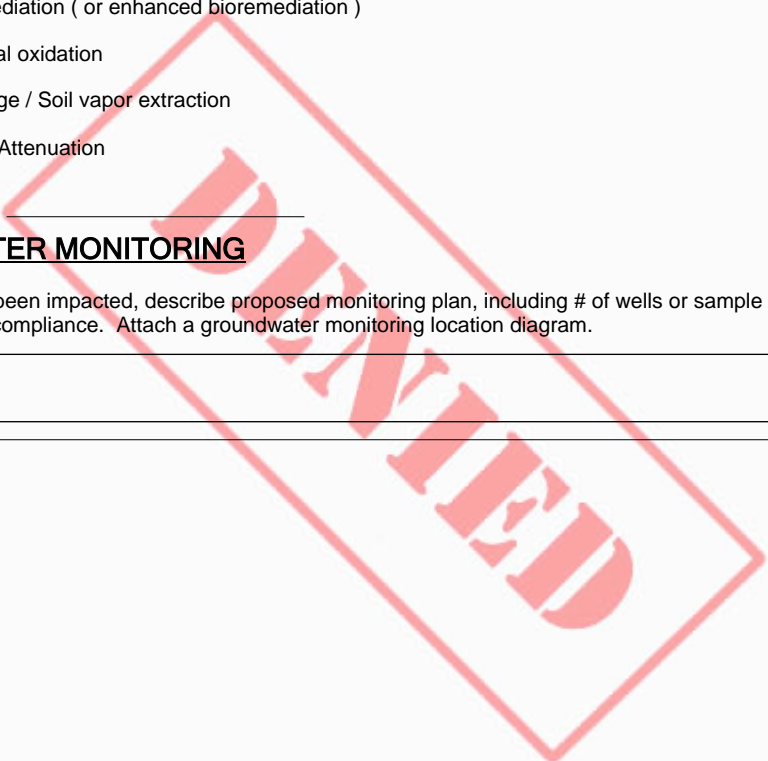 ediation ( or enhanced bioremediation )
al oxidation
ge / Soil vapor extraction
Attenuation
TER MONITORING
been impacted, describe proposed monitoring plan, including # of wells or sample
compliance.  Attach a groundwater monitoring location diagram.
DENIED